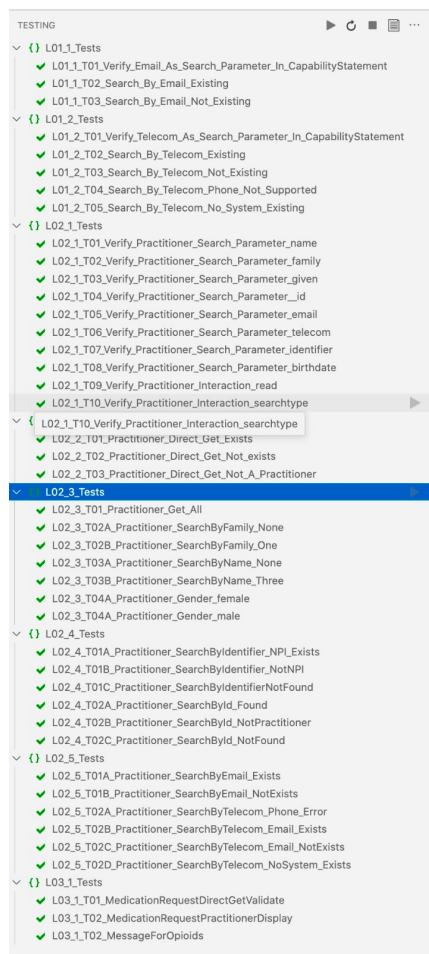 TESTING
L01_1_Tests
L01_1_T01_Verify_Email_As_Search_Parameter_In_CapabilityStatement
L01_1_T02_Search_By_Email_Existing
L01_1_T03_Search_By_Email_Not_Existing
L01_2_Tests
L01_2_T01_Verify_Telecom_As_Search_Parameter_In_CapabilityStatement
L01_2_T02_Search_By_Telecom_Existing
L01_2_T03_Search_By_Telecom_Not_Existing
L01_2_T04_Search_By_Telecom_Phone_Not_Supported
L01_2_T05_Search_By_Telecom_No_System_Existing
L02_1_Tests
L02_1_T01_Verify_Practitioner_Search_Parameter_name
L02_1_T02_Verify_Practitioner_Search_Parameter_family
L02_1_T03_Verify_Practitioner_Search_Parameter_given
L02_1_T04_Verify_Practitioner_Search_Parameter__id
L02_1_T05_Verify_Practitioner_Search_Parameter_email
L02_1_T06_Verify_Practitioner_Search_Parameter_telecom
L02_1_T07_Verify_Practitioner_Search_Parameter_identifier
L02_1_T08_Verify_Practitioner_Search_Parameter_birthdate
L02_1_T09_Verify_Practitioner_Interaction_read
L02_1_T10_Verify_Practitioner_Interaction_searchtype
L02_1_T10_Verify_Practitioner_Interaction_searchtype
L02_2_T01_Practitioner_Direct_Get_Exists
L02_2_T02_Practitioner_Direct_Get_Not_exists
L02_2_T03_Practitioner_Direct_Get_Not_A_Practitioner
L02_3_Tests
L02_3_T01_Practitioner_Get_All
L02_3_T02A_Practitioner_SearchByFamily_None
L02_3_T02B_Practitioner_SearchByFamily_One
L02_3_T03A_Practitioner_SearchByName_None
L02_3_T03B_Practitioner_SearchByName_Three
L02_3_T04A_Practitioner_Gender_female
L02_3_T04A_Practitioner_Gender_male
L02_4_Tests
L02_4_T01A_Practitioner_SearchByIdentifier_NPI_Exists
L02_4_T01B_Practitioner_SearchByIdentifier_NotNPI
L02_4_T01C_Practitioner_SearchByIdentifierNotFound
L02_4_T02A_Practitioner_SearchById_Found
L02_4_T02B_Practitioner_SearchById_NotPractitioner
L02_4_T02C_Practitioner_SearchById_NotFound
L02_5_Tests
L02_5_T01A_Practitioner_SearchByEmail_Exists
L02_5_T01B_Practitioner_SearchByEmail_NotExists
L02_5_T02A_Practitioner_SearchByTelecom_Phone_Error
L02_5_T02B_Practitioner_SearchByTelecom_Email_Exists
L02_5_T02C_Practitioner_SearchByTelecom_Email_NotExists
L02_5_T02D_Practitioner_SearchByTelecom_NoSystem_Exists
L03_1_Tests
L03_1_T01_MedicationRequestDirectGetValidate
L03_1_T02_MedicationRequestPractitionerDisplay
L03_1_T02_MessageForOpioids